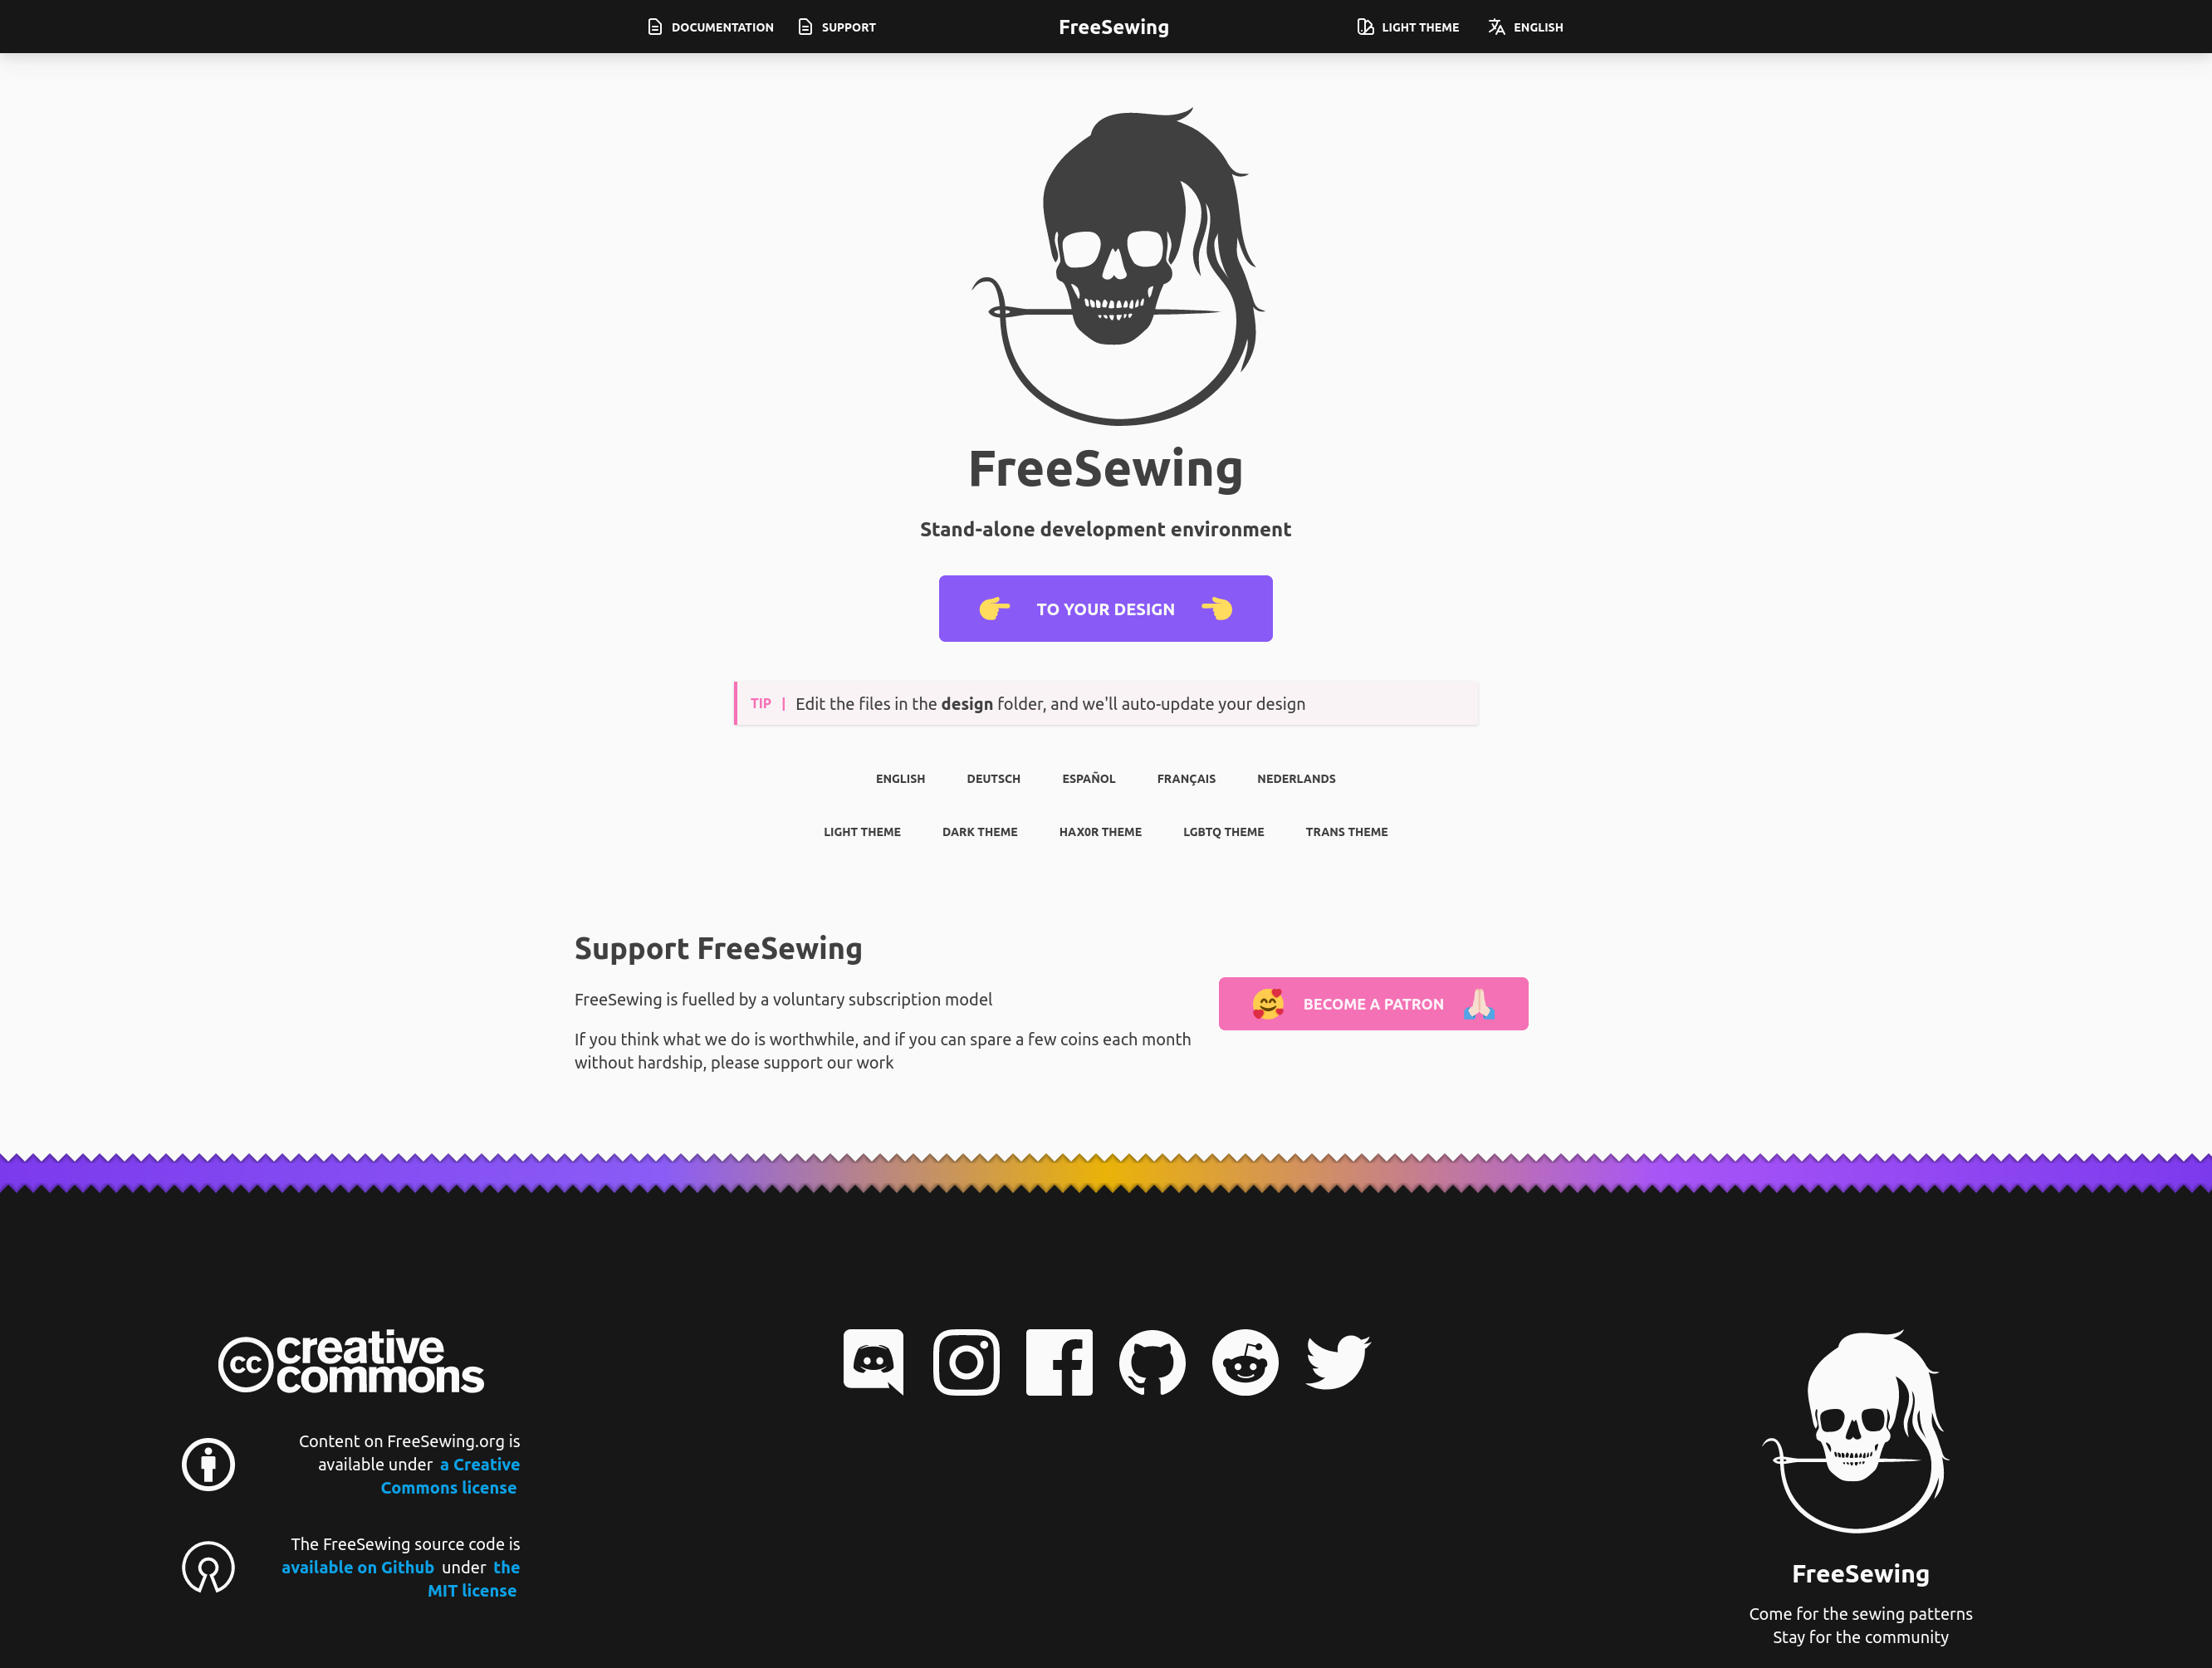 DOCUMENTATION
SUPPORT
FreeSewing
LIGHT THEME
ENGLISH
FreeSewing
Stand-alone development environment
TO YOUR DESIGN
TIP | Edit the files in the design folder, and we'll auto-update your design
ENGLISH DEUTSCH ESPAÑOL FRANÇAIS NEDERLANDS
LIGHT THEME DARK THEME HAX0R THEME LGBTQ THEME TRANS THEME
Support FreeSewing
FreeSewing is fuelled by a voluntary subscription model
If you think what we do is worthwhile, and if you can spare a few coins each month
without hardship, please support our work
BECOME A PATRON
cc creative
commons
Content on FreeSewing.org is
available under a Creative
Commons license
The FreeSewing source code is
available on Github under the
MIT license
FreeSewing
Come for the sewing patterns
Stay for the community